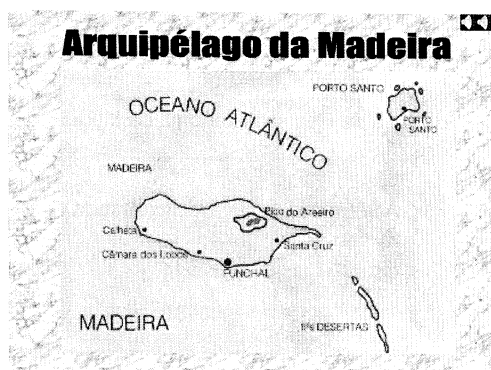 Arquipélago da Madeira
PORTO SANTO
OCEANO ATLÂNTICO
PORTO
SANTO
MADEIRA
Pico do Areeiro
Calheta
Santa Cruz
Câmara dos Lobos
FUNCHAL
MADEIRA
DESERTAS